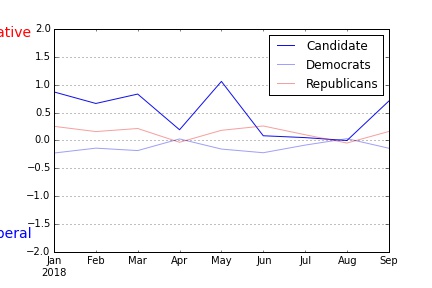 ative
peral
2.0
1.5
1.0
0.5
0.0
−0.5
−1.0
−1.5
−2.0
Candidate
Democrats
Republicans
Jan Feb Mar Apr May Jun Jul Aug Sep
2018